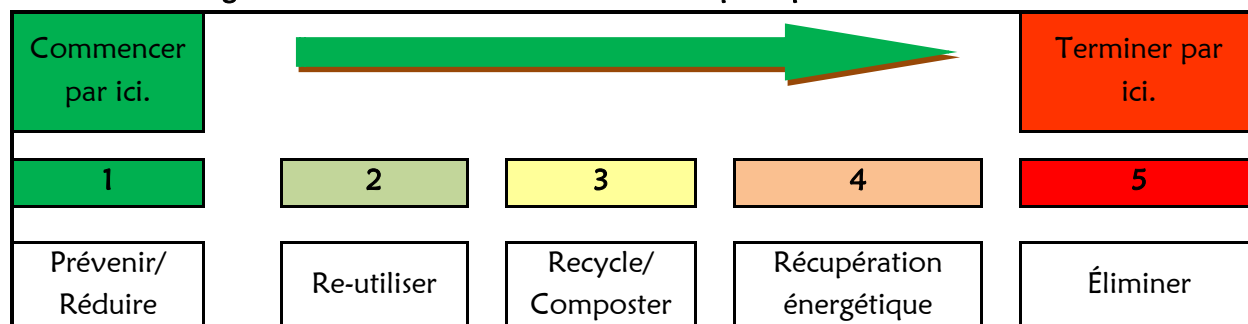 Commencer
par ici.
Terminer par
ici.
1
2
3
4
5
Prévenir/
Réduire
Re-utiliser
Recycle/
Composter
Récupération
énergétique
Éliminer